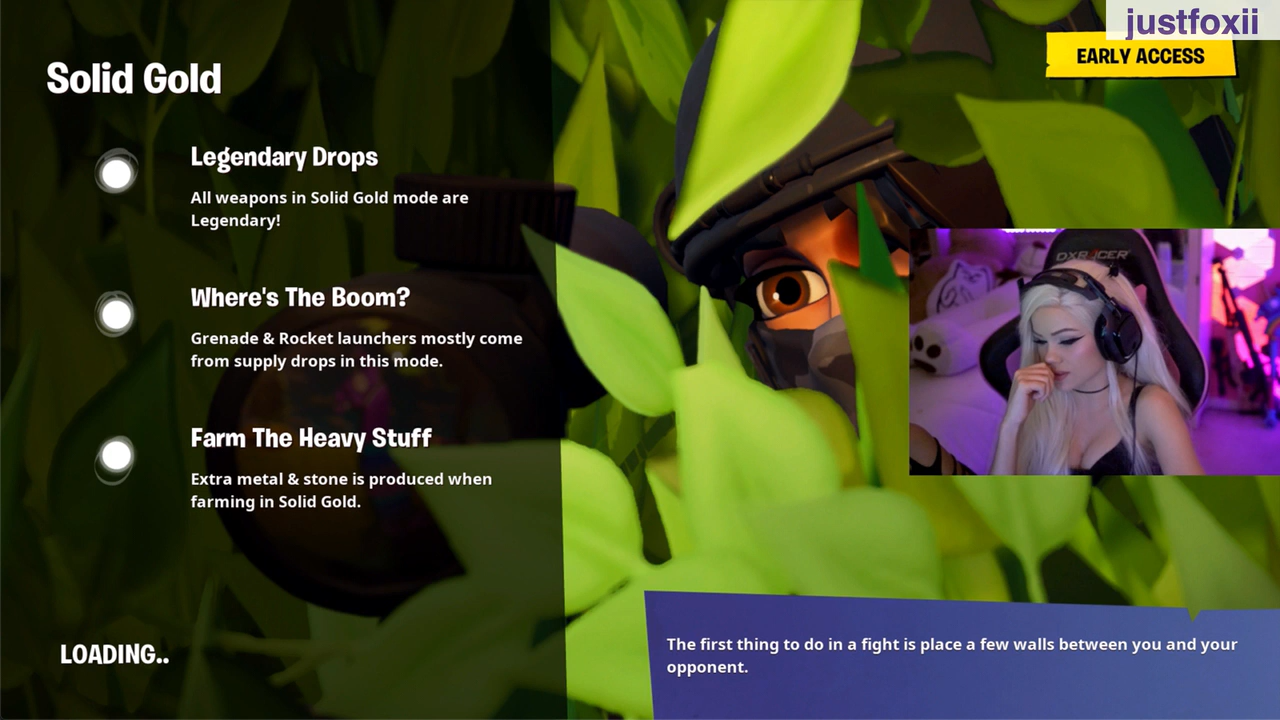 justfoxii
EARLY ACCESS
Solid Gold
Legendary Drops
All weapons in Solid Gold mode are
Legendary!
Where's The Boom?
Grenade & Rocket launchers mostly come
from supply drops in this mode.
Farm The Heavy Stuff
Extra metal & stone is produced when
farming in Solid Gold.
DXRACER
LOADING..
The first thing to do in a fight is place a few walls between you and your
opponent.